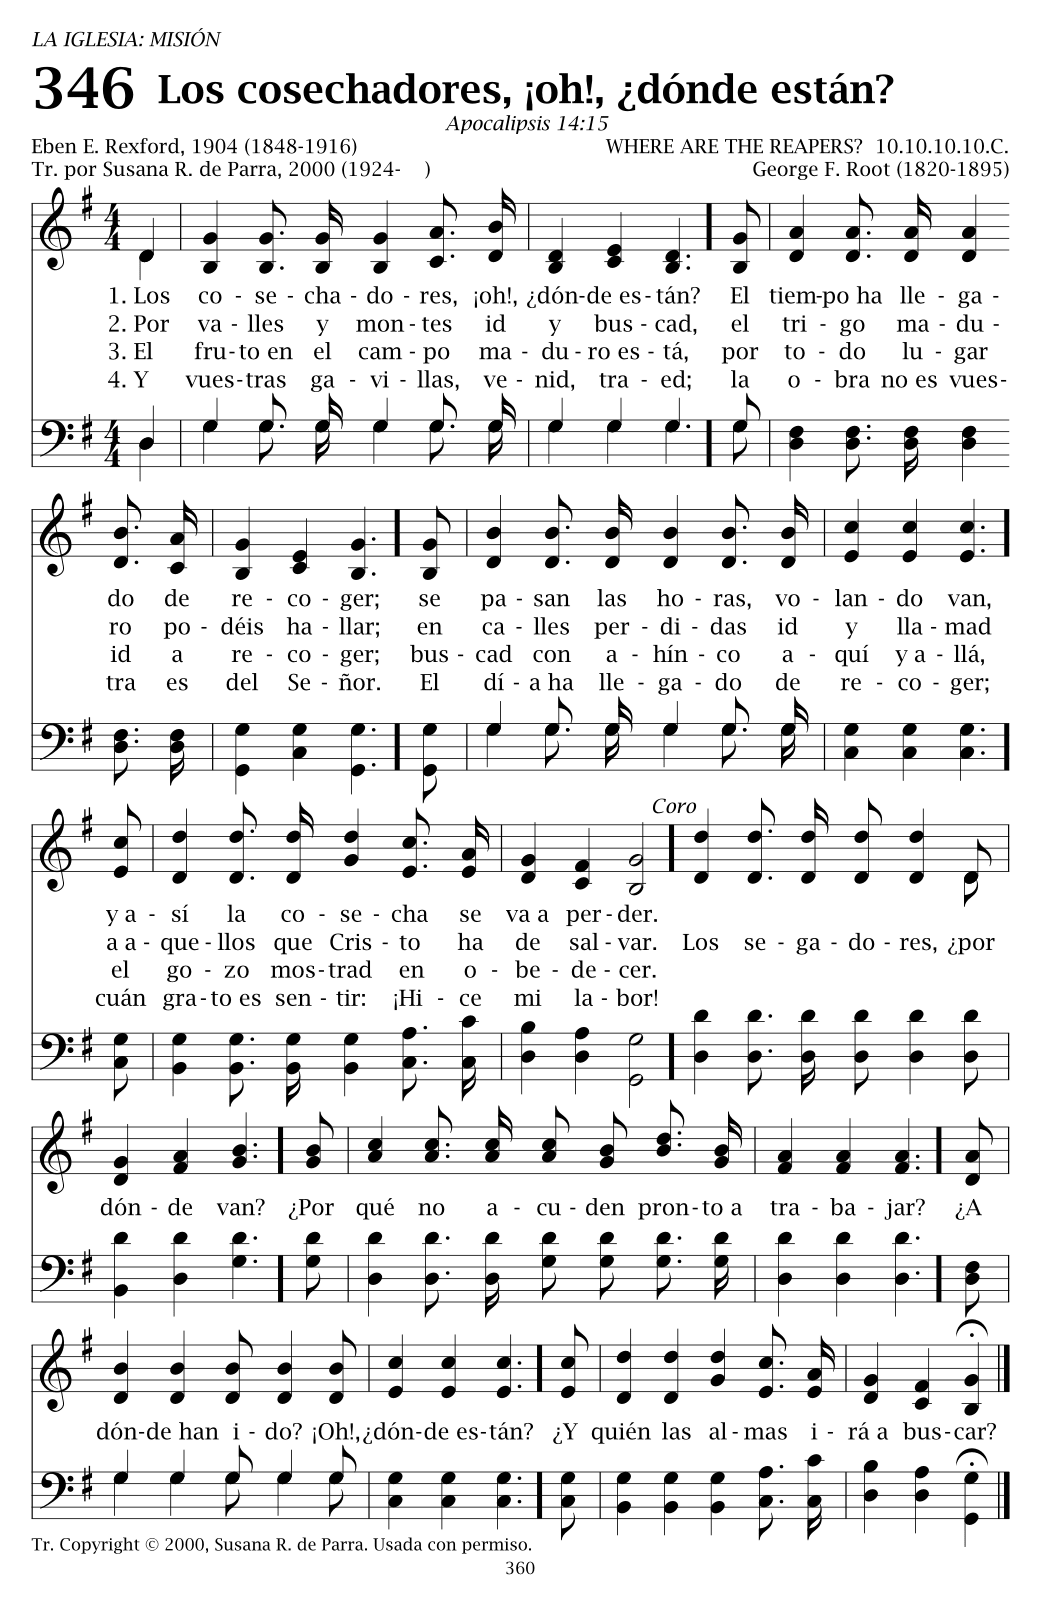 LA IGLESIA: MISIÓN
346 Los cosechadores, ¡oh!, ¿dónde están?
Apocalipsis 14:15
Eben E. Rexford, 1904 (1848-1916) WHERE ARE THE REAPERS? 10.10.10.10.C.
Tr. por Susana R. de Parra, 2000 (1924- ) George F. Root (1820-1895)
1. Los co - se - cha - do - res, ¡oh!, ¿dón-de es-tán? El tiem-po ha lle - ga -
2. Por va - lles y mon - tes id y bus - cad, el tri - go ma - du -
3. El fru-to en el cam - po ma - du - ro es - tá, por to - do lu - gar
4. Y vues-tras ga - vi - llas, ve - nid, tra - ed; la o - bra no es vues-
do de re - co - ger; se pa - san las ho - ras, vo - lan - do van,
ro po - déis ha - llar; en ca - lles per - di - das id y lla - mad
id a re - co - ger; bus - cad con a - hín - co a - quí y a - llá,
tra es del Se - ñor. El dí - a ha lle - ga - do de re - co - ger;
Coro
y a - sí la co - se - cha se va a per - der.
a a - que - llos que Cris - to ha de sal - var. Los se - ga - do - res, ¿por
el go - zo mos-trad en o - be - de - cer.
cuán gra-to es sen - tir: ¡Hi - ce mi la - bor!
dón - de van? ¿Por qué no a - cu - den pron-to a tra - ba - jar? ¿A
dón-de han i - do? ¡Oh!, ¿dón-de es-tán? ¿Y quién las al - mas i - rá a bus - car?
Tr. Copyright © 2000, Susana R. de Parra. Usada con permiso.
360